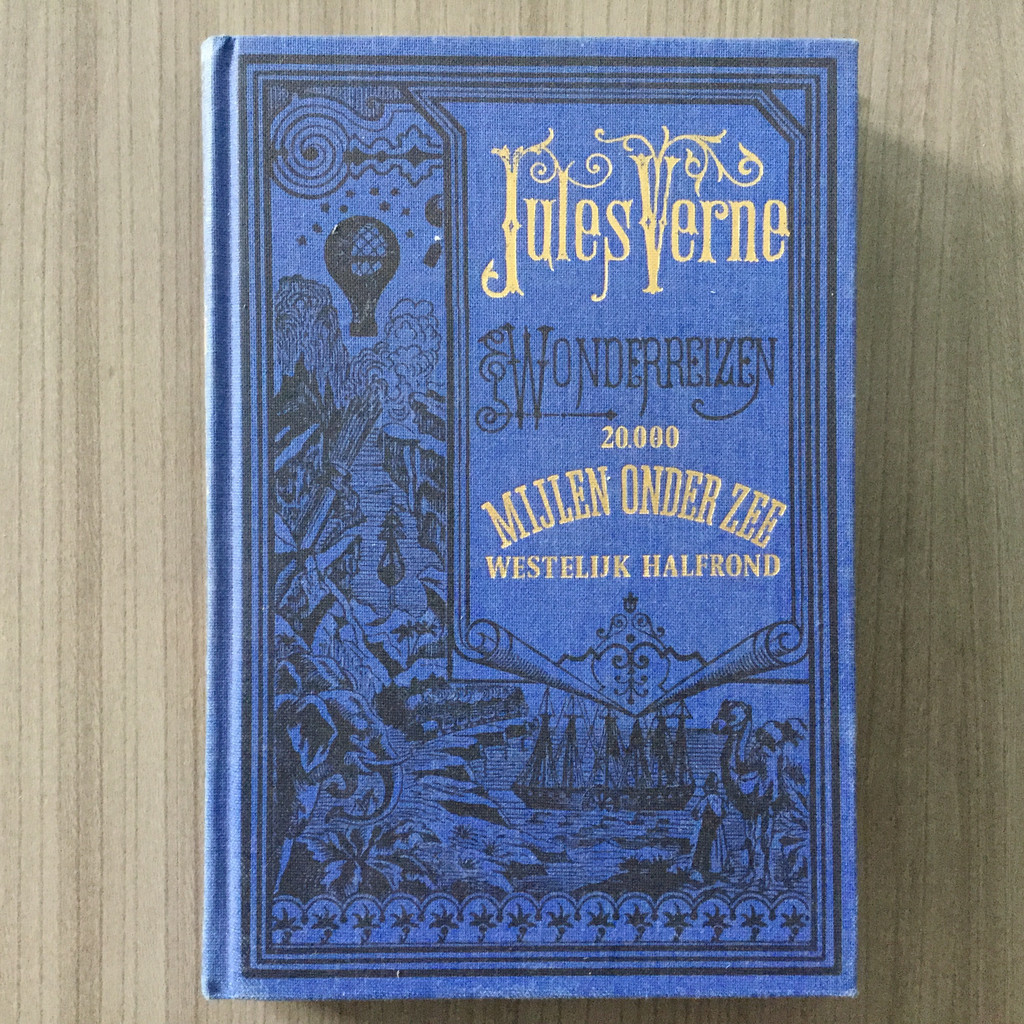 Jules Verne
WONDERREIZEN
20.000
MIJLEN ONDER ZEE
WESTELIJK HALFROND